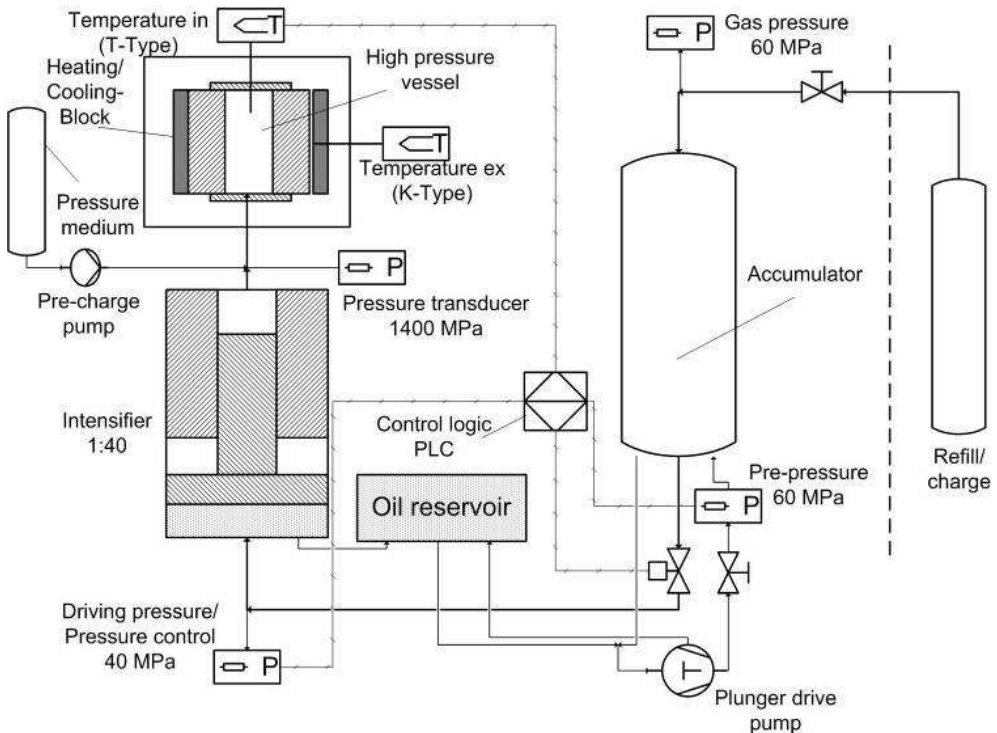 Temperature in
(T-Type)
T
P
Gas pressure
60 MPa
Heating/
Cooling-
Block
High pressure
vessel
T
Temperature ex
(K-Type)
Pressure
medium
Pre-charge
pump
P
Pressure transducer
1400 MPa
Accumulator
Intensifier
1:40
Control logic
PLC
Refill/
charge
Pre-pressure
60 MPa
P
Oil reservoir
Driving pressure/
Pressure control
40 MPa
P
Plunger drive
pump